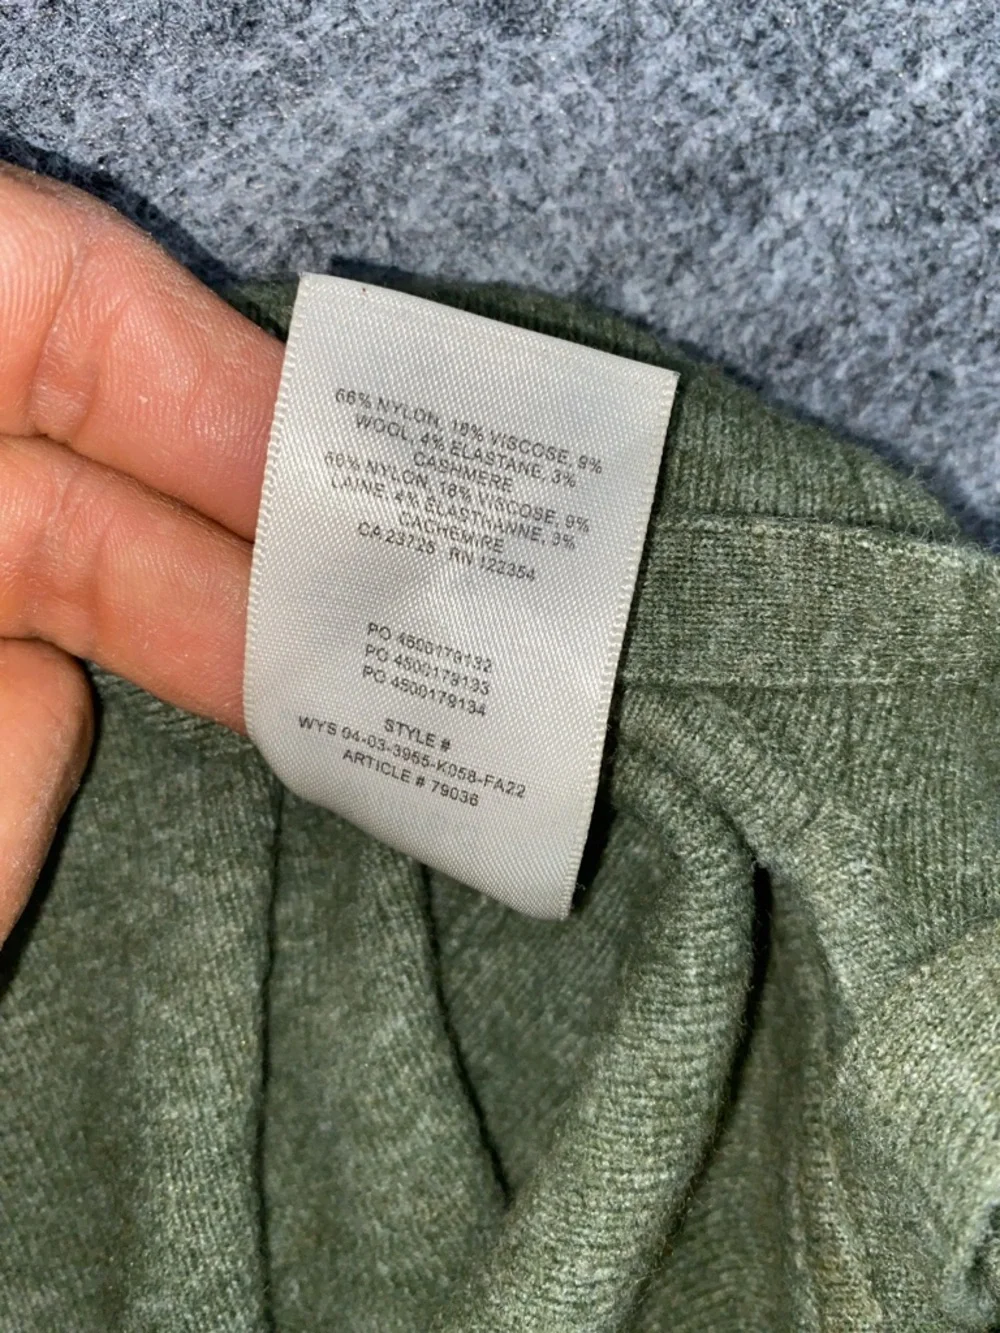 66% NYLON, 18% VISCOSE, 9%
WOOL, 4% ELASTANE, 3%
CASHMERE
66% NYLON, 18% VISCOSE, 9%
LAINE, 4% ELASTHANNE, 3%
CACHEMIRE
CA 23725 RN 122354
PO 4500179132
PO 4500179133
PO 4500179134
STYLE #
WYS 04-03-3955-K058-FA22
ARTICLE # 79036